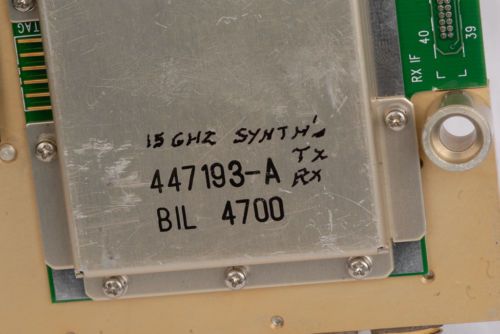 TAG
40
39
RX IF
15 GHZ SYNTH's
TX
447193-A RX
BIL 4700